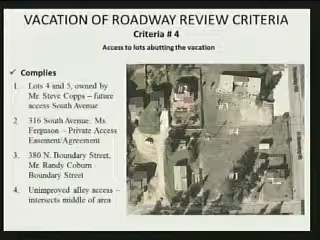 VACATION OF ROADWAY REVIEW CRITERIA
Criteria # 4
Access to lots abutting the vacation
✓ Complies
1. Lots 4 and 5, owned by
Mr. Steve Copps – future
access South Avenue
2. 316 South Avenue, Ms.
Ferguson – Private Access
Easement/Agreement
3. 380 N. Boundary Street,
Mr. Randy Coburn -
Boundary Street
4. Unimproved alley access –
intersects middle of area